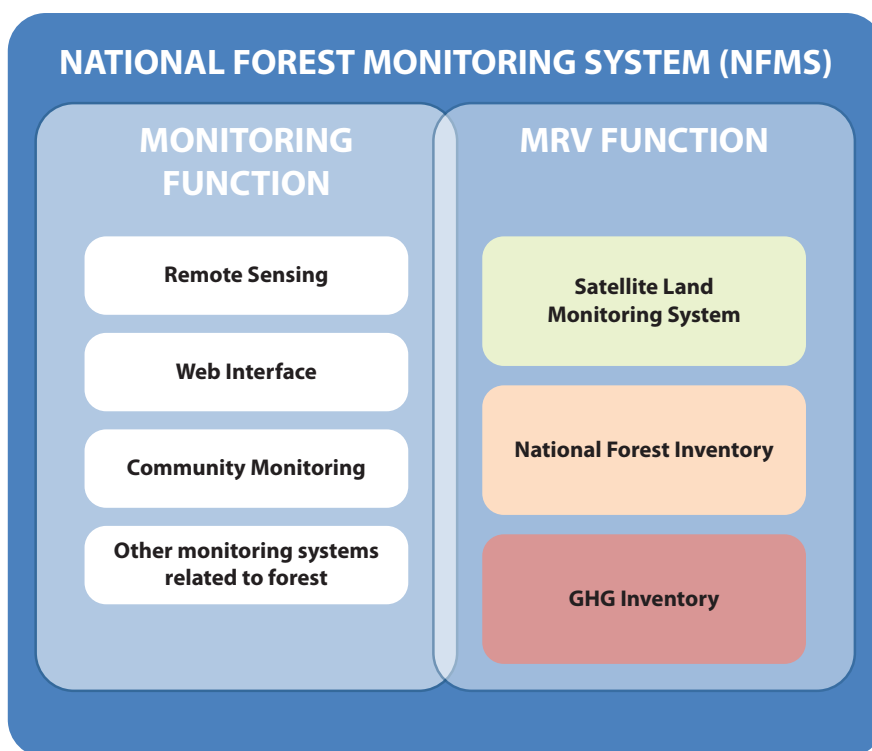 NATIONAL FOREST MONITORING SYSTEM (NFMS)
MONITORING
FUNCTION
Remote Sensing
Web Interface
Community Monitoring
Other monitoring systems
related to forest
MRV FUNCTION
Satellite Land
Monitoring System
National Forest Inventory
GHG Inventory